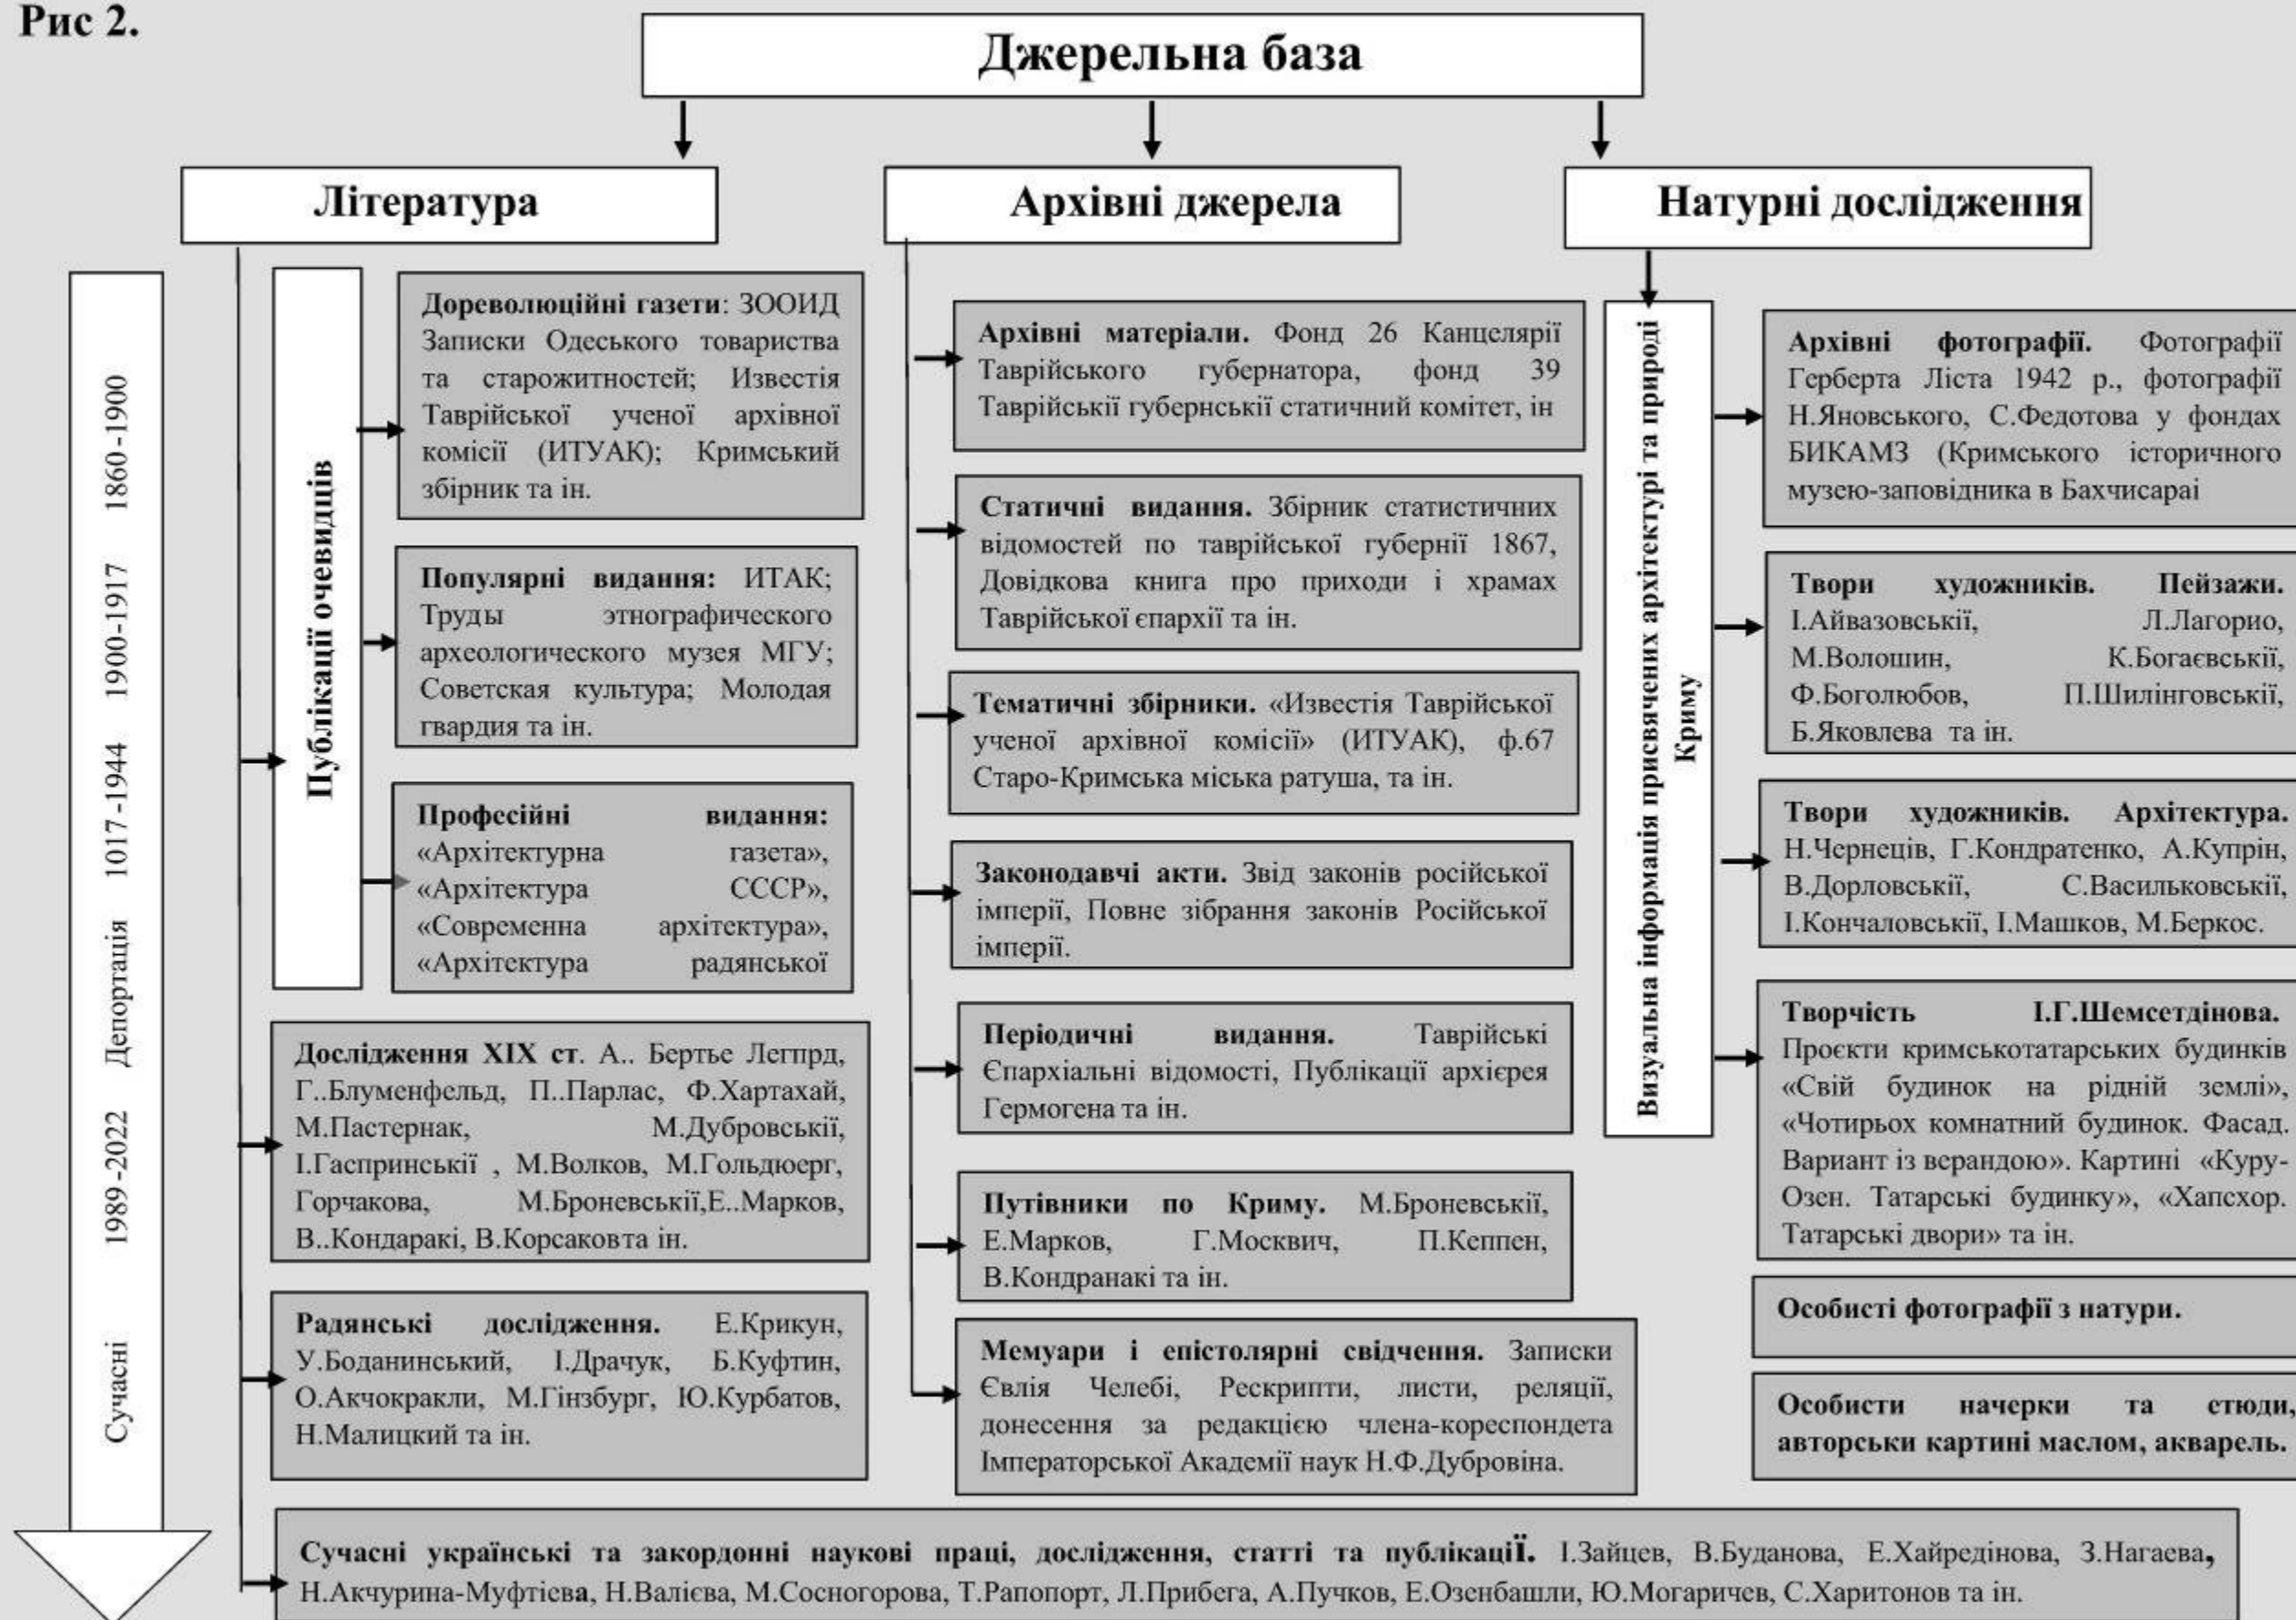 Рис 2.
Джерельна база
Література
Архівні джерела
Натурні дослідження
1860-1900
1900-1917
1017-1944
Депортація
1989-2022
Сучасні
Публікації очевидців
Дореволюційні газети: ЗООИД
Записки Одеського товариства
та старожитностей; Известія
Таврійської ученої архівної
комісії (ИТУАК); Кримський
збірник та ін.
Популярні видання: ИТАК;
Труды этнографического
археологического музея МГУ;
Советская культура; Молодая
гвардия та ін.
Професійні видання:
«Архітектурна газета»,
«Архітектура СССР»,
«Современна архітектура»,
«Архітектура радянської
Дослідження XIX ст. А.. Бертье Легпрд,
Г..Блуменфельд, П..Парлас, Ф.Хартахай,
М.Пастернак, М.Дубровськії,
І.Гаспринськії , М.Волков, М.Гольдюерг,
Горчакова, М.Броневськії,Е..Марков,
В..Кондаракі, В.Корсаковта ін.
Радянські дослідження. Е.Крикун,
У.Боданинський, І.Драчук, Б.Куфтин,
О.Акчокракли, М.Гінзбург, Ю.Курбатов,
Н.Малицкий та ін.
Архівні матеріали. Фонд 26 Канцелярії
Таврійського губернатора, фонд 39
Таврійськії губернськії статичний комітет, ін
Статичні видання. Збірник статистичних
відомостей по таврійської губернії 1867,
Довідкова книга про приходи і храмах
Таврійської єпархії та ін.
Тематичні збірники. «Известія Таврійської
ученої архівної комісії» (ИТУАК), ф.67
Старо-Кримська міська ратуша, та ін.
Законодавчі акти. Звід законів російської
імперії, Повне зібрання законів Російської
імперії.
Періодичні видання. Таврійські
Єпархіальні відомості, Публікації архієрея
Гермогена та ін.
Путівники по Криму. М.Броневськії,
Е.Марков, Г.Москвич, П.Кеппен,
В.Кондранакі та ін.
Мемуари і епістолярні свідчення. Записки
Євлія Челебі, Рескрипти, листи, реляції,
донесення за редакцією члена-кореспондета
Імператорської Академії наук Н.Ф.Дубровіна.
Визуальна інформація присвячених архітектурі та природі
Криму
Архівні фотографії. Фотографії
Герберта Ліста 1942 р., фотографії
Н.Яновського, С.Федотова у фондах
БИКАМЗ (Кримського історичного
музею-заповідника в Бахчисараі
Твори художників. Пейзажи.
І.Айвазовськії, Л.Лагорио,
М.Волошин, К.Богаєвськії,
Ф.Боголюбов, П.Шилінговськії,
Б.Яковлева та ін.
Твори художників. Архітектура.
Н.Чернеців, Г.Кондратенко, А.Купрін,
В.Дорловськії, С.Васильковськії,
І.Кончаловськії, І.Машков, М.Беркос.
Творчість І.Г.Шемсетдінова.
Проєкти кримськотатарських будинків
«Свій будинок на рідній землі»,
«Чотирьох комнатний будинок. Фасад.
Вариант із верандою». Картині «Куру-
Озен. Татарські будинку», «Хапсхор.
Татарські двори» та ін.
Особисті фотографії з натури.
Особисти начерки та етюди,
авторськи картині маслом, акварель.
Сучасні українські та закордонні наукові праці, дослідження, статті та публікації. І.Зайцев, В.Буданова, Е.Хайредінова, З.Нагаева,
Н.Акчурина-Муфтієва, Н.Валієва, М.Сосногорова, Т.Рапопорт, Л.Прибега, А.Пучков, Е.Озенбашли, Ю.Могаричев, С.Харитонов та ін.